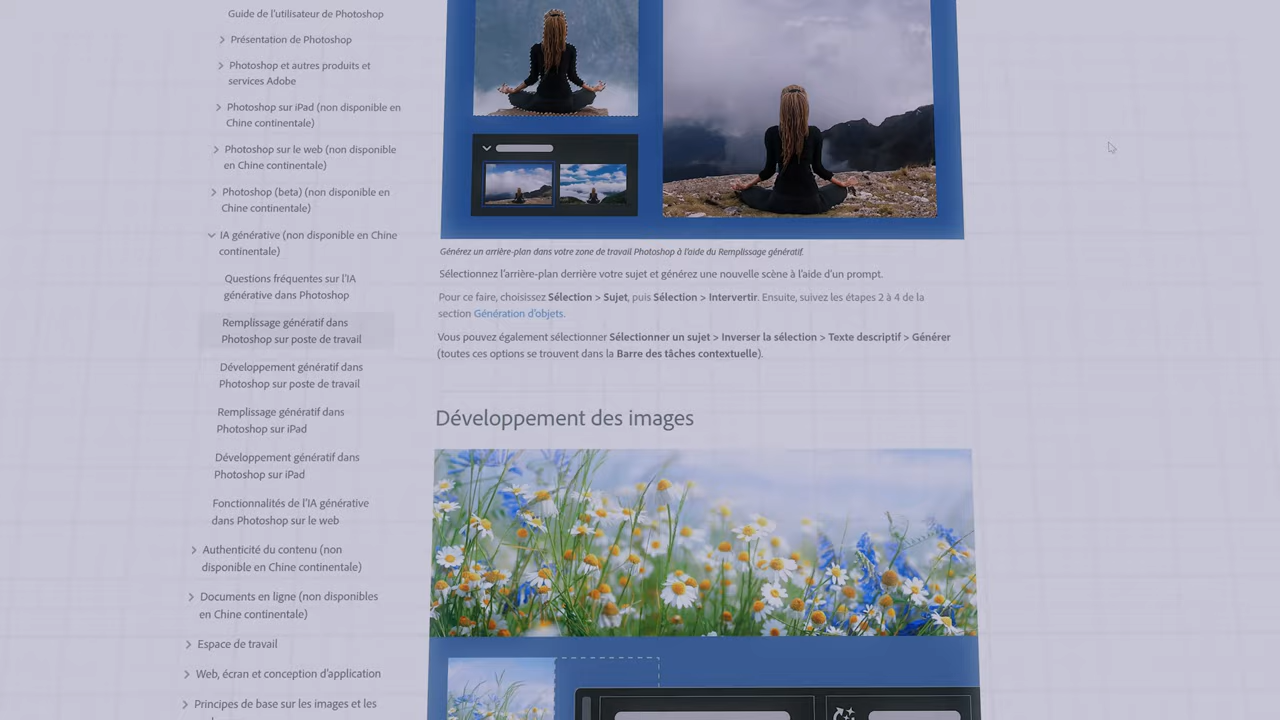 Guide de l'utilisateur de Photoshop
Présentation de Photoshop
Photoshop et autres produits et
services Adobe
Photoshop sur iPad (non disponible en
Chine continentale)
Photoshop sur le web (non disponible
en Chine continentale)
Photoshop (beta) (non disponible en
Chine continentale)
IA générative (non disponible en Chine
continentale)
Questions fréquentes sur l'IA
générative dans Photoshop
Remplissage génératif dans
Photoshop sur poste de travail
Développement génératif dans
Photoshop sur poste de travail
Remplissage génératif dans
Photoshop sur iPad
Développement génératif dans
Photoshop sur iPad
Fonctionnalités de l'IA générative
dans Photoshop sur le web
Authenticité du contenu (non
disponible en Chine continentale)
Documents en ligne (non disponibles
en Chine continentale)
Espace de travail
Web, écran et conception d'application
Principes de base sur les images et les
Générez un arrière-plan dans votre zone de travail Photoshop à l'aide du Remplissage génératif.
Sélectionnez l'arrière-plan derrière votre sujet et générez une nouvelle scène à l'aide d'un prompt.
Pour ce faire, choisissez Sélection > Sujet, puis Sélection > Intervertir. Ensuite, suivez les étapes 2 à 4 de la
section Génération d'objets.
Vous pouvez également sélectionner Sélectionner un sujet > Inverser la sélection > Texte descriptif > Générer
(toutes ces options se trouvent dans la Barre des tâches contextuelle).
Développement des images